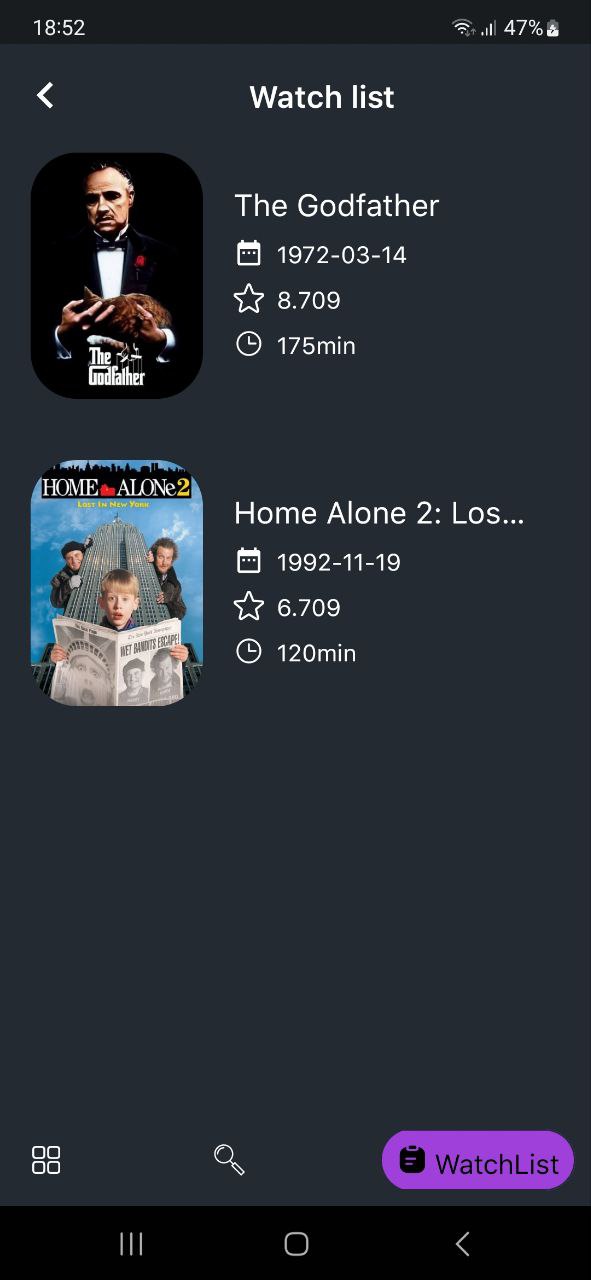 18:52
47%
Watch list
The Godfather
1972-03-14
8.709
175min
The
Godfather
HOME ALONe 2
LOST IN NEW YORK
Home Alone 2: Los...
1992-11-19
6.709
120min
WET BANDITS ESCAPE!
WatchList